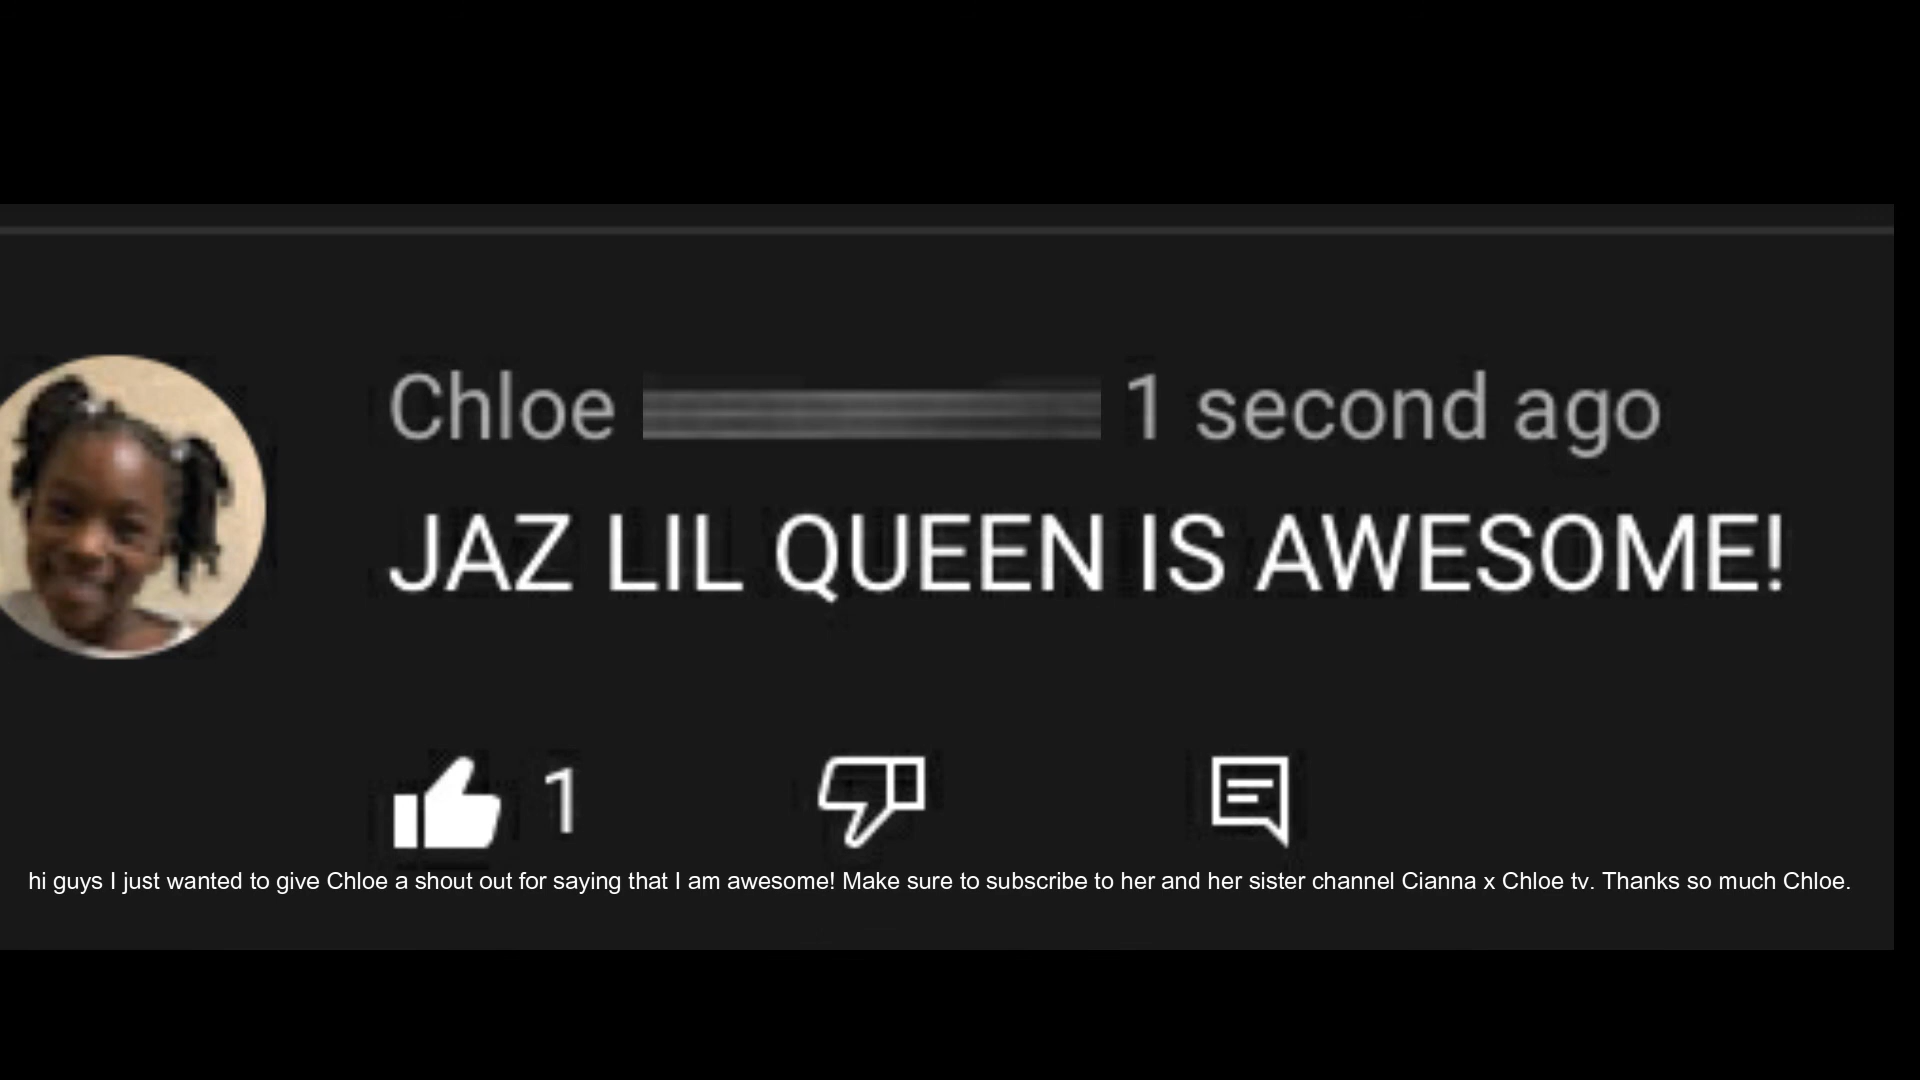 Chloe 1 second ago
JAZ LIL QUEEN IS AWESOME!
1
hi guys I just wanted to give Chloe a shout out for saying that I am awesome! Make sure to subscribe to her and her sister channel Cianna x Chloe tv. Thanks so much Chloe.